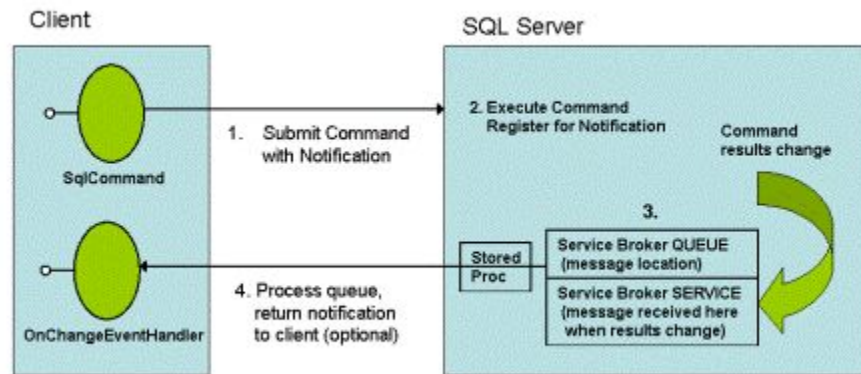 Client
SQL Server
SqlCommand
1. Submit Command
with Notification
2. Execute Command
Register for Notification
Command
results change
3.
Stored
Proc
Service Broker QUEUE
(message location)
Service Broker SERVICE
(message received here
when results change)
OnChangeEventHandler
4. Process queue,
return notification
to client (optional)